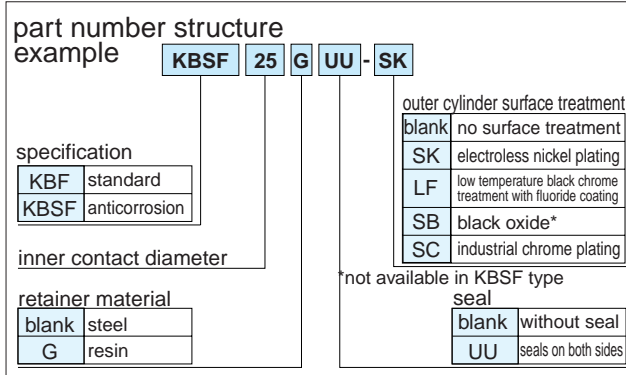 part number structure
example
KBSF 25 G UU - SK
specification
KBF standard
KBSF anticorrosion
inner contact diameter
retainer material
blank steel
G resin
outer cylinder surface treatment
blank no surface treatment
SK electroless nickel plating
LF low temperature black chrome
treatment with fluoride coating
SB black oxide*
SC industrial chrome plating
*not available in KBSF type
seal
blank without seal
UU seals on both sides